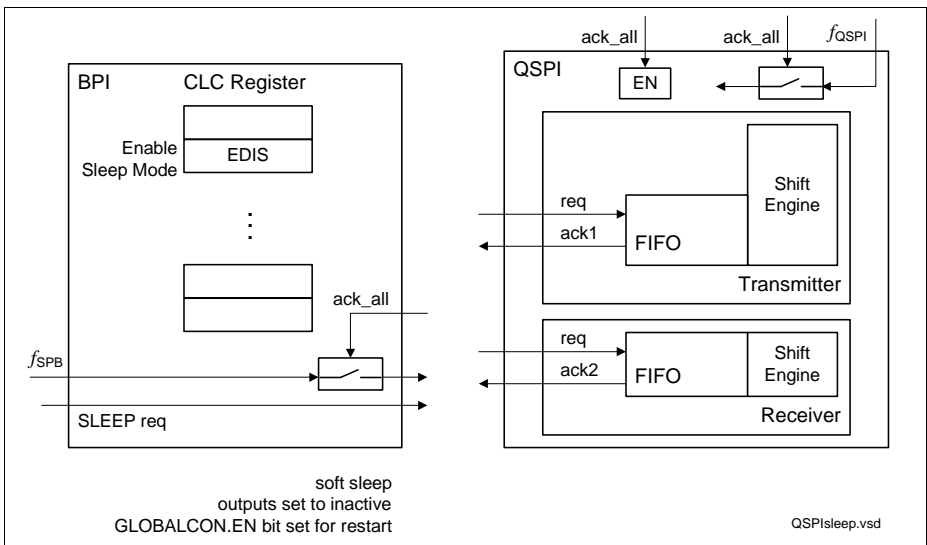 ack_all
ack_all
fQSPI
BPI
CLC Register
QSPI
EN
Enable
Sleep Mode
EDIS
Shift
Engine
req
ack1
FIFO
Transmitter
ack_all
req
ack2
FIFO
Shift
Engine
Receiver
fSPB
SLEEP req
soft sleep
outputs set to inactive
GLOBALCON.EN bit set for restart
QSPIsleep.vsd